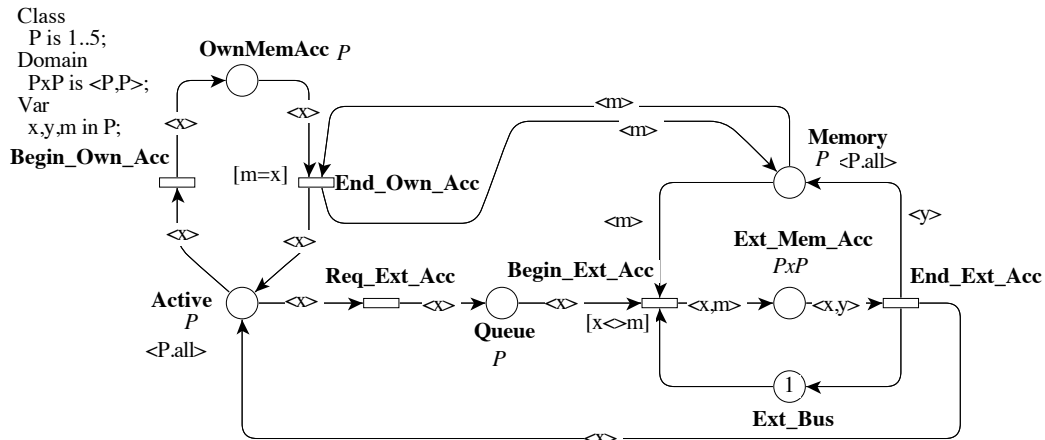 Class
P is 1..5;
Domain
PxP is <P,P>;
Var
x,y,m in P;
OwnMemAcc P
<x>
<x>
<m>
<m>
Begin_Own_Acc
[m=x]
End_Own_Acc
Memory
P <P.all>
<x>
<x>
<m>
<y>
Ext_Mem_Acc
PxP
Active
P
<P.all>
<x>
Req_Ext_Acc
<x>
Queue
P
<x>
Begin_Ext_Acc
[x<>m]
<x,m>
<x,y>
End_Ext_Acc
1
Ext_Bus
<x>